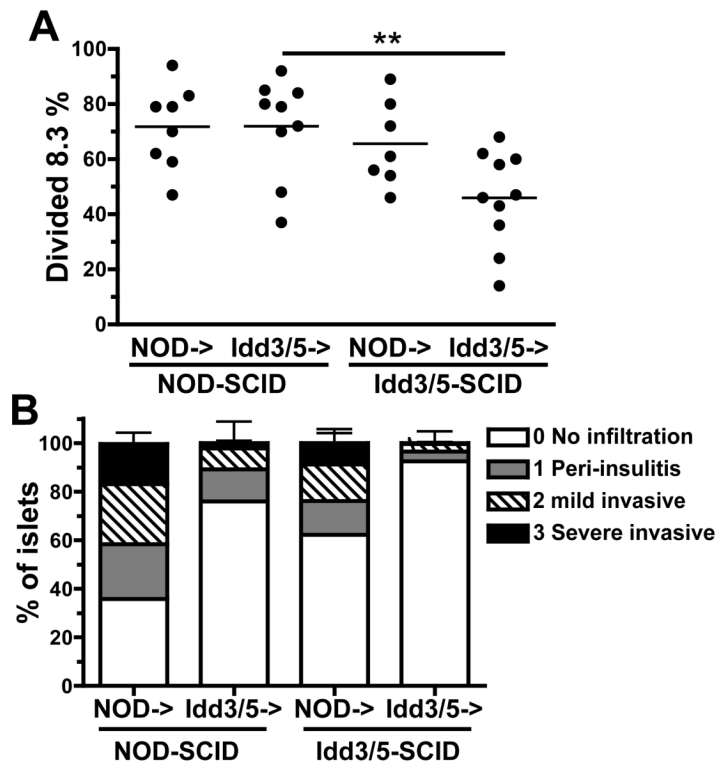 A
**
100
80
60
40
20
0
Divided 8.3 %
NOD-> Idd3/5-> NOD-> Idd3/5->
NOD-SCID Idd3/5-SCID
B
100
80
60
40
20
0
% of islets
0 No infiltration
1 Peri-insulitis
2 mild invasive
3 Severe invasive
NOD-> Idd3/5-> NOD-> Idd3/5->
NOD-SCID Idd3/5-SCID